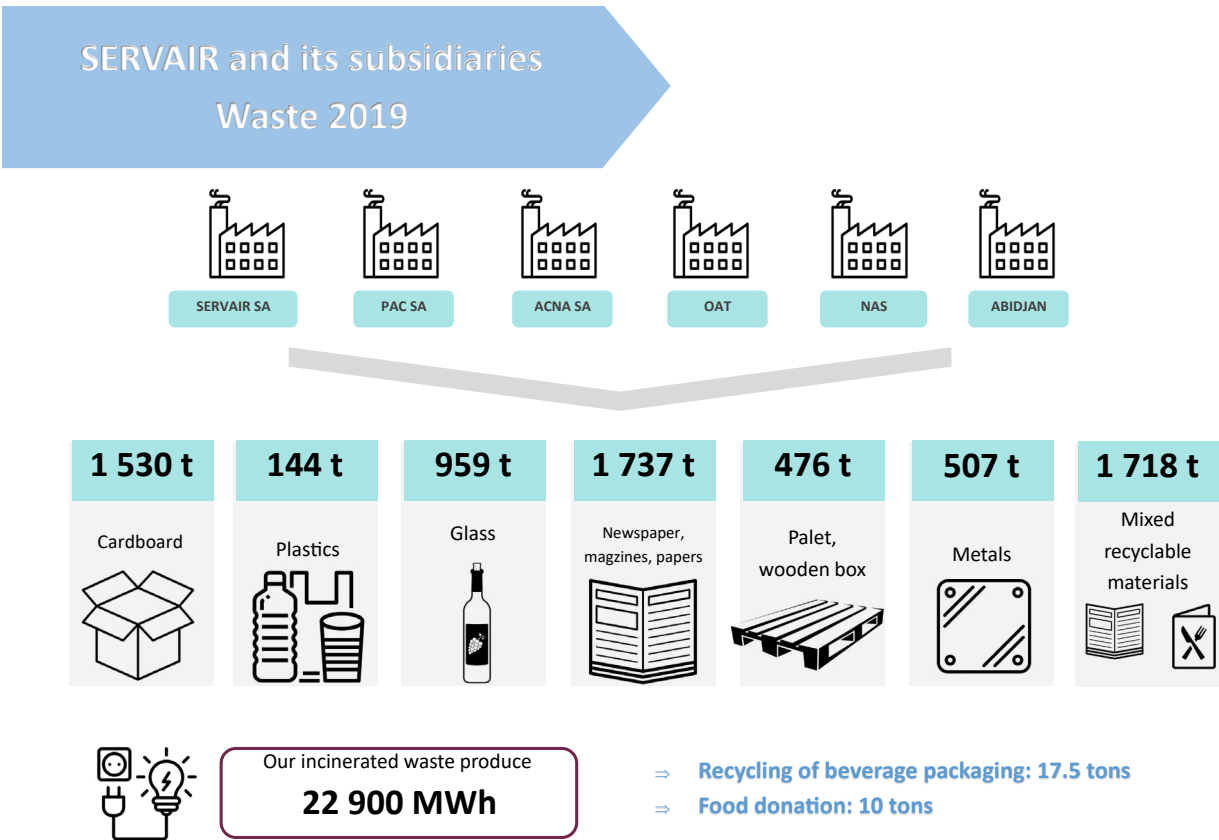 SERVAIR and its subsidiaries
Waste 2019
SERVAIR SA
PAC SA
ACNA SA
OAT
NAS
ABIDJAN
1 530 t
Cardboard
144 t
Plastics
959 t
Glass
1 737 t
Newspaper,
magzines, papers
476 t
Palet,
wooden box
507 t
Metals
1 718 t
Mixed
recyclable
materials
Our incinerated waste produce
22 900 MWh
⇒ Recycling of beverage packaging: 17.5 tons
⇒ Food donation: 10 tons